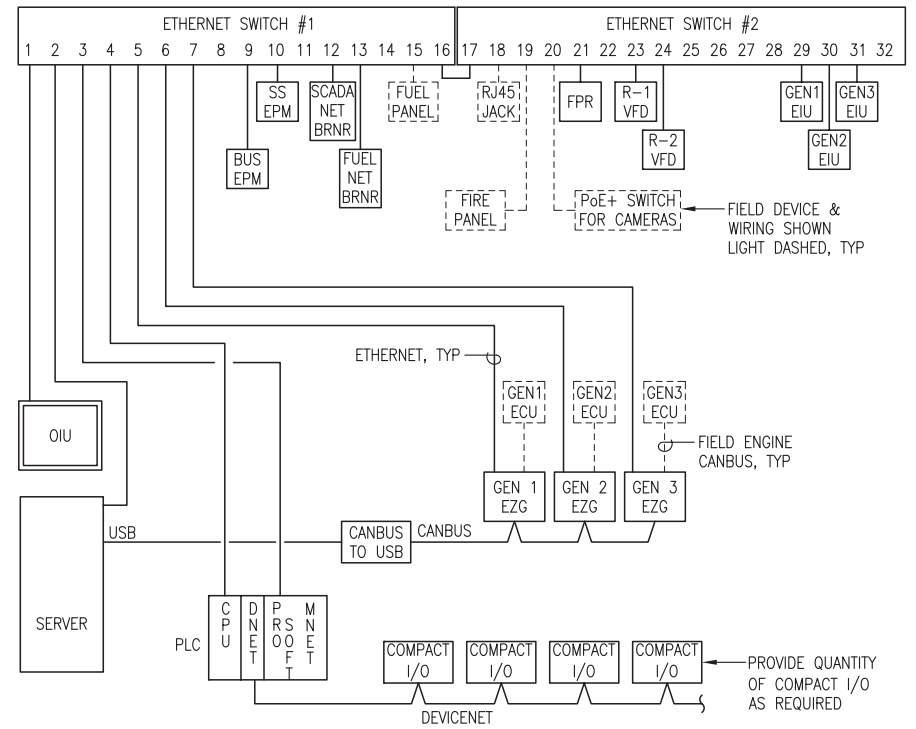 ETHERNET SWITCH #1
ETHERNET SWITCH #2
1 2 3 4 5 6 7 8 9 10 11 12 13 14 15 16 17 18 19 20 21 22 23 24 25 26 27 28 29 30 31 32
SS
EPM
SCADA
NET
BRNR
FUEL
PANEL
RJ45
JACK
FPR
R-1
VFD
GEN1
EIU
GEN3
EIU
BUS
EPM
FUEL
NET
BRNR
R-2
VFD
GEN2
EIU
FIRE
PANEL
PoE+ SWITCH
FOR CAMERAS
FIELD DEVICE &
WIRING SHOWN
LIGHT DASHED, TYP
ETHERNET, TYP
GEN1
ECU
GEN2
ECU
GEN3
ECU
OIU
FIELD ENGINE
CANBUS, TYP
GEN 1
EZG
GEN 2
EZG
GEN 3
EZG
USB
CANBUS
TO USB
CANBUS
SERVER
PLC
CPU
DNET
PRO
SOFT
MNET
COMPACT
I/O
COMPACT
I/O
COMPACT
I/O
COMPACT
I/O
PROVIDE QUANTITY
OF COMPACT I/O
AS REQUIRED
DEVICENET